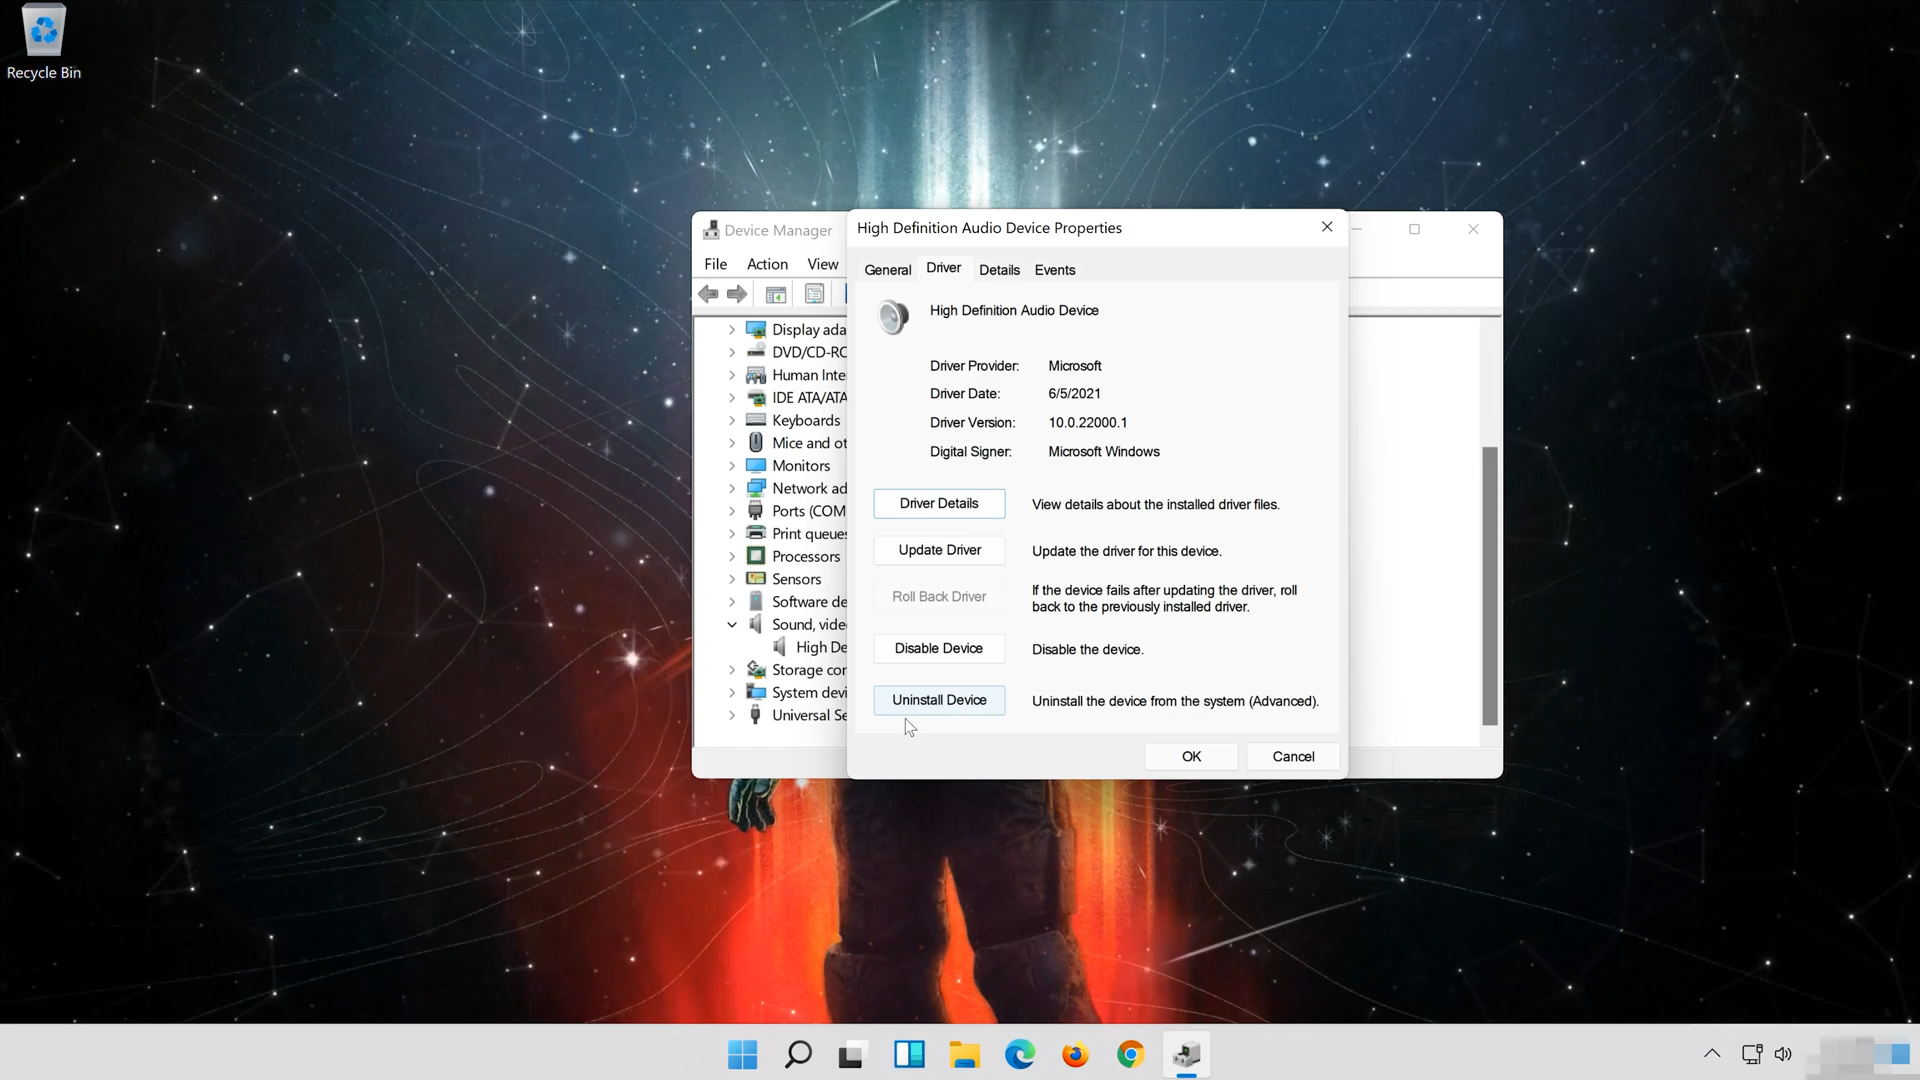 Recycle Bin
Device Manager
High Definition Audio Device Properties
File Action View
General Driver Details Events
High Definition Audio Device
Driver Provider: Microsoft
Driver Date: 6/5/2021
Driver Version: 10.0.22000.1
Digital Signer: Microsoft Windows
Driver Details View details about the installed driver files.
Update Driver Update the driver for this device.
Roll Back Driver If the device fails after updating the driver, roll
back to the previously installed driver.
Disable Device Disable the device.
Uninstall Device Uninstall the device from the system (Advanced).
OK Cancel
Display ada
DVD/CD-RO
Human Inte
IDE ATA/ATA
Keyboards
Mice and ot
Monitors
Network ad
Ports (COM
Print queues
Processors
Sensors
Software de
Sound, vide
High De
Storage con
System devi
Universal Se